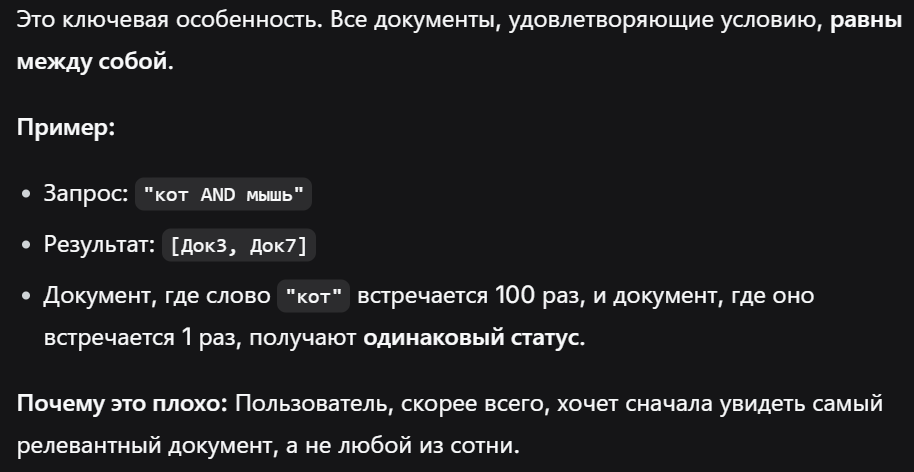 Это ключевая особенность. Все документы, удовлетворяющие условию, равны
между собой.
Пример:
• Запрос: "кот AND мышь"
• Результат: [Док3, Док7]
• Документ, где слово "кот" встречается 100 раз, и документ, где оно
встречается 1 раз, получают одинаковый статус.
Почему это плохо: Пользователь, скорее всего, хочет сначала увидеть самый
релевантный документ, а не любой из сотни.